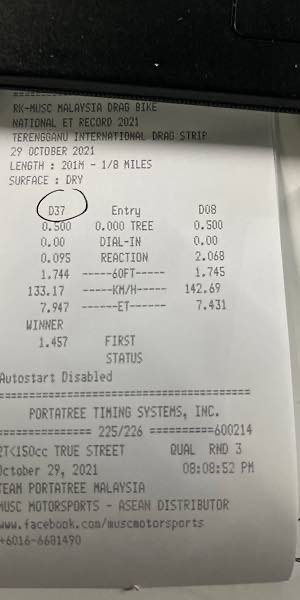 RK-MUSC MALAYSIA DRAG BIKE
NATIONAL ET RECORD 2021
TERENGGANU INTERNATIONAL DRAG STRIP
29 OCTOBER 2021
LENGTH : 201M - 1/8 MILES
SURFACE : DRY
D37 Entry D08
0.500 0.000 TREE 0.500
0.00 DIAL-IN 0.00
0.095 REACTION 2.068
1.744 -----60FT----- 1.745
133.17 -----KM/H----- 142.69
7.947 ------ET------ 7.431
WINNER
1.457 FIRST
STATUS
Autostart Disabled
========================================
PORTATREE TIMING SYSTEMS, INC.
============== 225/226 ==========600214
2T<150cc TRUE STREET QUAL RND 3
October 29, 2021 08:08:52 PM
TEAM PORTATREE MALAYSIA
MUSC MOTORSPORTS - ASEAN DISTRIBUTOR
www.facebook.com/muscmotorsports
+6016-6681490